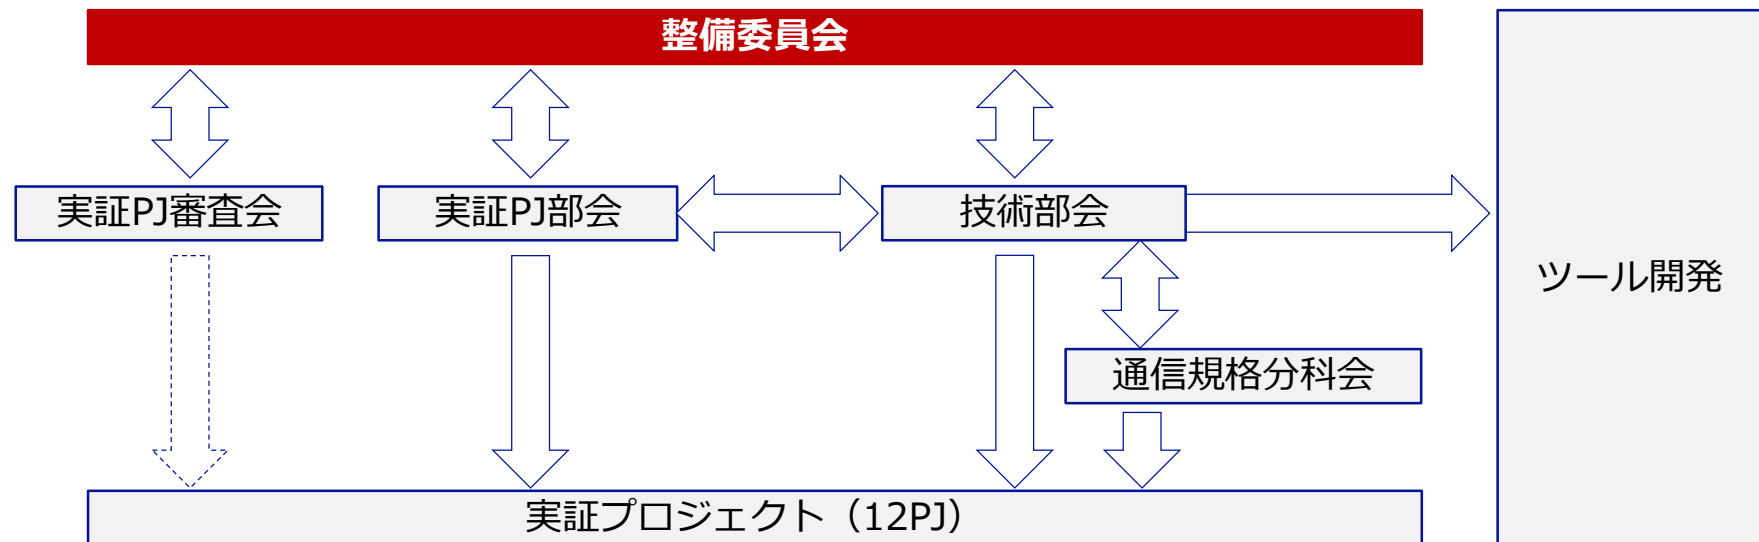 整備委員会
実証PJ審査会
実証PJ部会
技術部会
ツール開発
通信規格分科会
実証プロジェクト（12PJ）